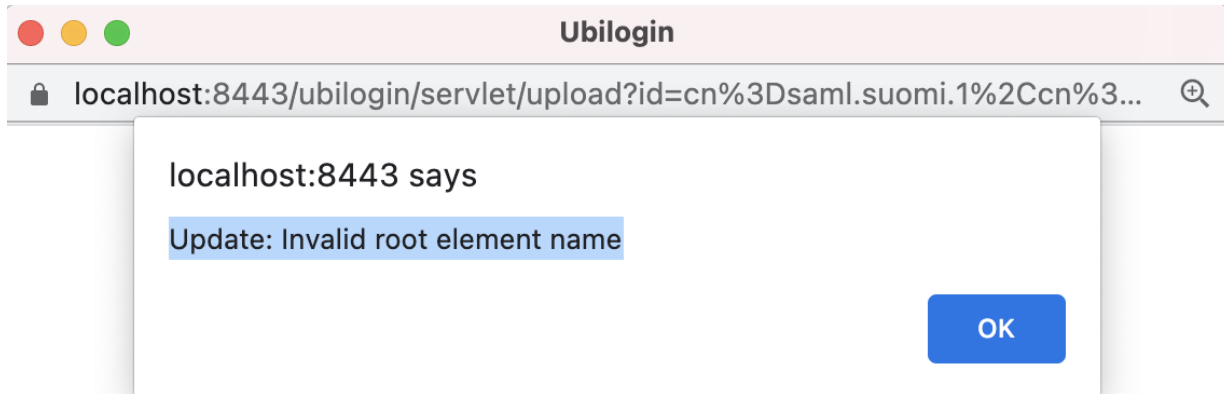 Ubilogin
localhost:8443/ubilogin/servlet/upload?id=cn%3Dsaml.suomi.1%2Ccn%3...
localhost:8443 says
Update: Invalid root element name
OK